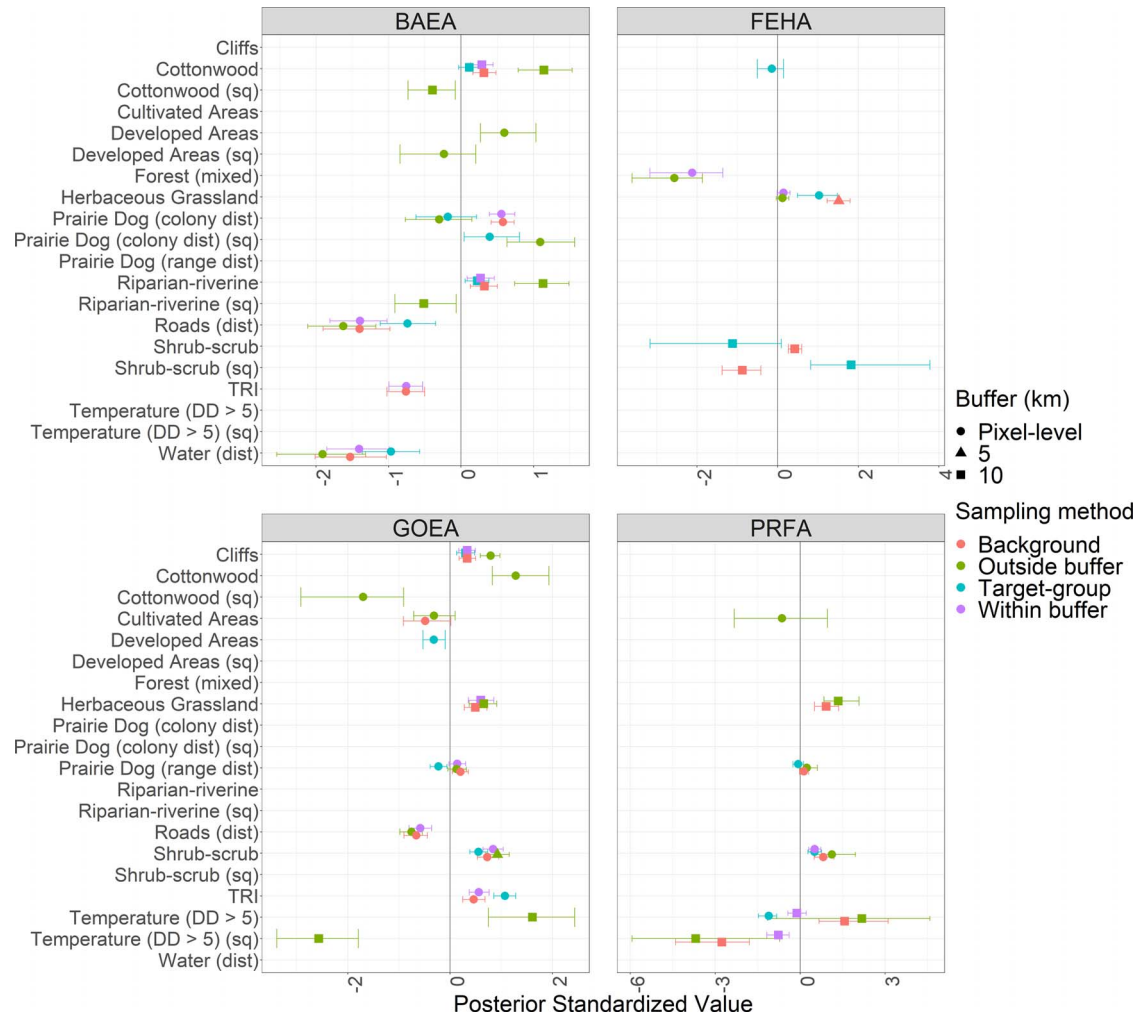 BAEA
FEHA
Cliffs
Cottonwood
Cottonwood (sq)
Cultivated Areas
Developed Areas
Developed Areas (sq)
Forest (mixed)
Herbaceous Grassland
Prairie Dog (colony dist)
Prairie Dog (colony dist) (sq)
Prairie Dog (range dist)
Riparian-riverine
Riparian-riverine (sq)
Roads (dist)
Shrub-scrub
Shrub-scrub (sq)
TRI
Temperature (DD > 5)
Temperature (DD > 5) (sq)
Water (dist)
-2 -1 0 1
-2 0 2 4
Buffer (km)
Pixel-level
5
10
Sampling method
Background
Outside buffer
Target-group
Within buffer
GOEA
PRFA
Cliffs
Cottonwood
Cottonwood (sq)
Cultivated Areas
Developed Areas
Developed Areas (sq)
Forest (mixed)
Herbaceous Grassland
Prairie Dog (colony dist)
Prairie Dog (colony dist) (sq)
Prairie Dog (range dist)
Riparian-riverine
Riparian-riverine (sq)
Roads (dist)
Shrub-scrub
Shrub-scrub (sq)
TRI
Temperature (DD > 5)
Temperature (DD > 5) (sq)
Water (dist)
-2 0 2
-6 -3 0 3
Posterior Standardized Value